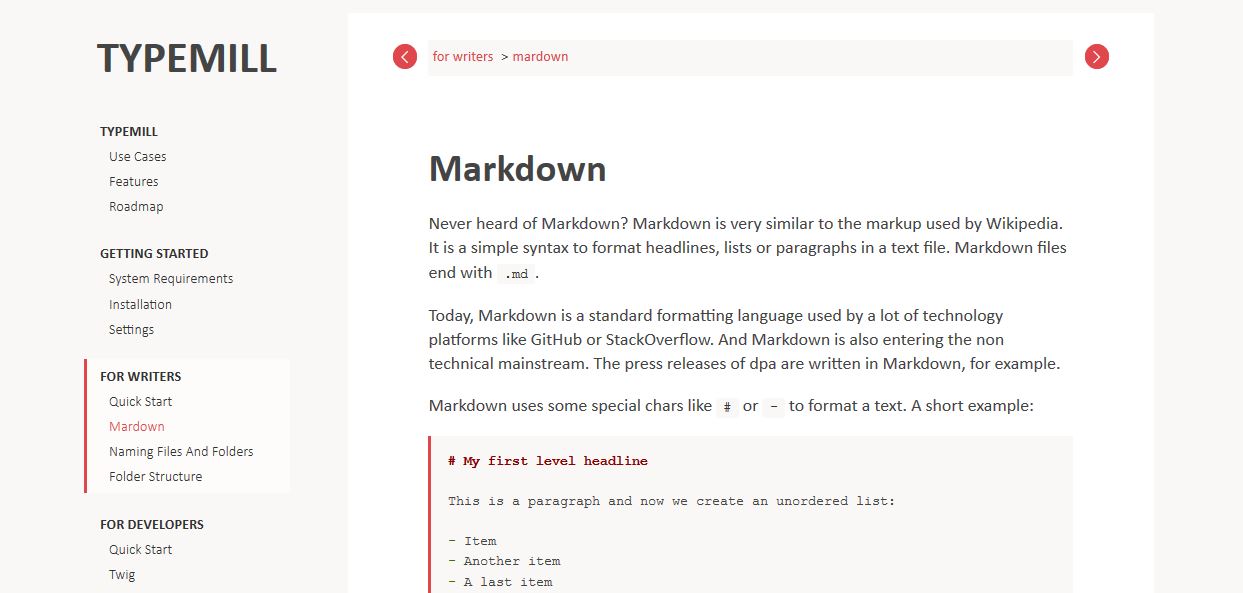 TYPEMILL
TYPEMILL
Use Cases
Features
Roadmap
GETTING STARTED
System Requirements
Installation
Settings
FOR WRITERS
Quick Start
Mardown
Naming Files And Folders
Folder Structure
FOR DEVELOPERS
Quick Start
Twig
for writers > mardown
Markdown
Never heard of Markdown? Markdown is very similar to the markup used by Wikipedia.
It is a simple syntax to format headlines, lists or paragraphs in a text file. Markdown files
end with .md .
Today, Markdown is a standard formatting language used by a lot of technology
platforms like GitHub or StackOverflow. And Markdown is also entering the non
technical mainstream. The press releases of dpa are written in Markdown, for example.
Markdown uses some special chars like # or - to format a text. A short example:
# My first level headline
This is a paragraph and now we create an unordered list:
- Item
- Another item
- A last item